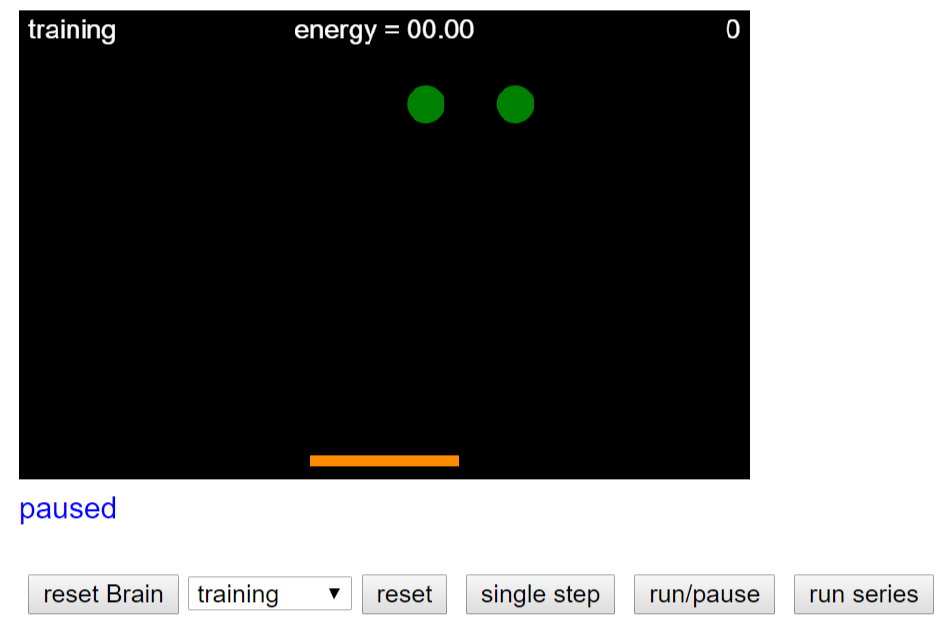 training energy = 00.00 0
paused
reset Brain training reset single step run/pause run series